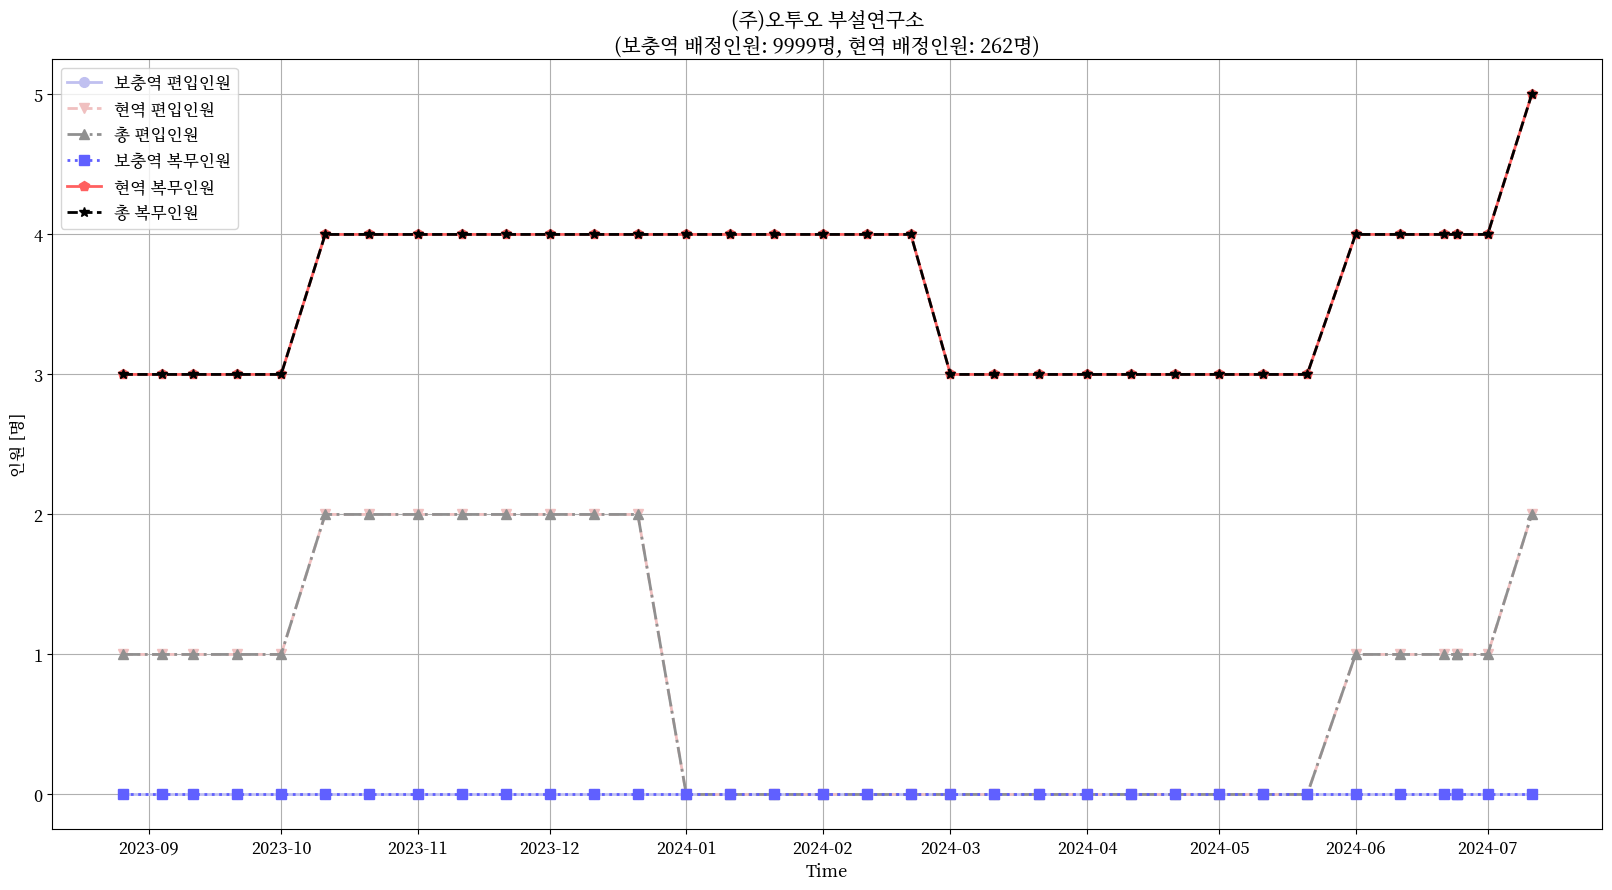 (주)오투오 부설연구소
(보충역 배정인원: 9999명, 현역 배정인원: 262명)
보충역 편입인원
현역 편입인원
총 편입인원
보충역 복무인원
현역 복무인원
총 복무인원
5
4
3
2
1
0
인원 [명]
2023-09 2023-10 2023-11 2023-12 2024-01 2024-02 2024-03 2024-04 2024-05 2024-06 2024-07
Time